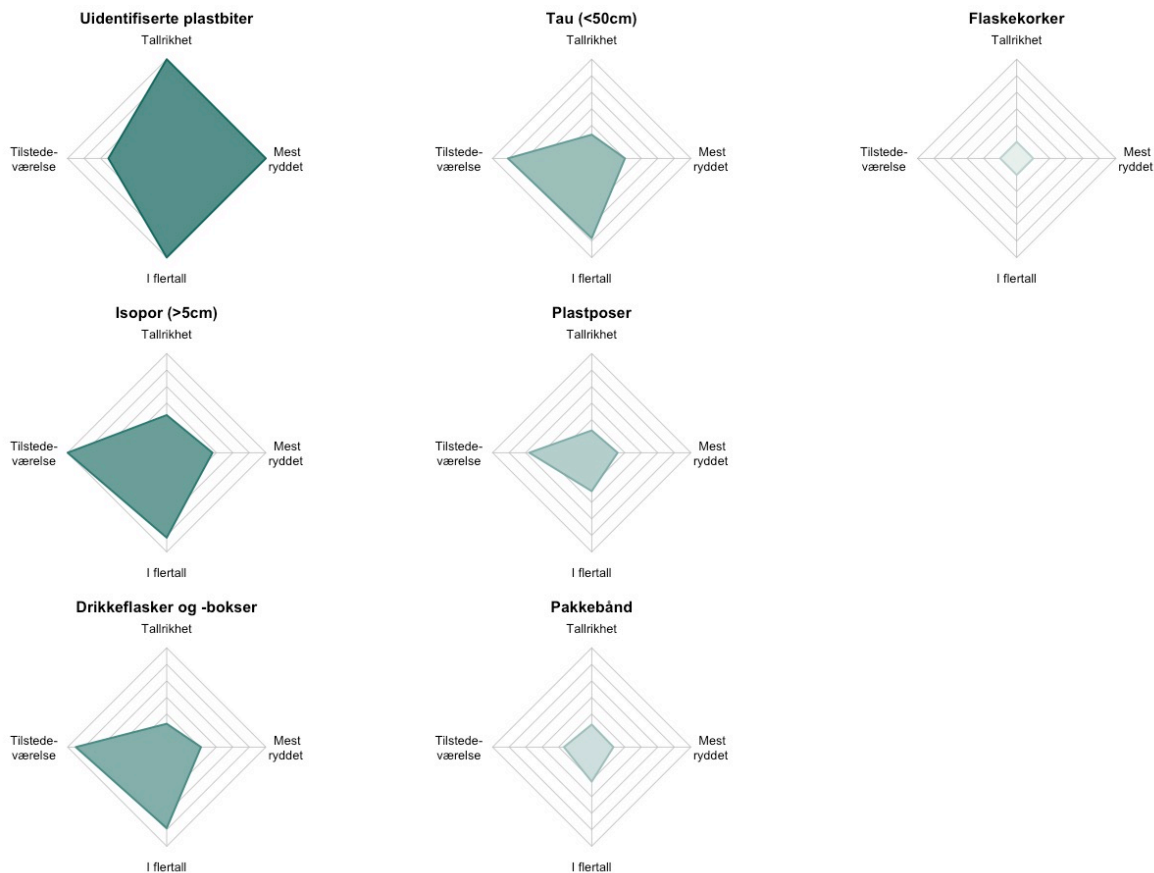 Uidentifiserte plastbiter
Tallrikhet
Tilstede-
værelse
Mest
ryddet
I flertall
Tau (<50cm)
Tallrikhet
Tilstede-
værelse
Mest
ryddet
I flertall
Flaskekorker
Tallrikhet
Tilstede-
værelse
Mest
ryddet
I flertall
Isopor (>5cm)
Tallrikhet
Tilstede-
værelse
Mest
ryddet
I flertall
Plastposer
Tallrikhet
Tilstede-
værelse
Mest
ryddet
I flertall
Drikkeflasker og -bokser
Tallrikhet
Tilstede-
værelse
Mest
ryddet
I flertall
Pakkebånd
Tallrikhet
Tilstede-
værelse
Mest
ryddet
I flertall